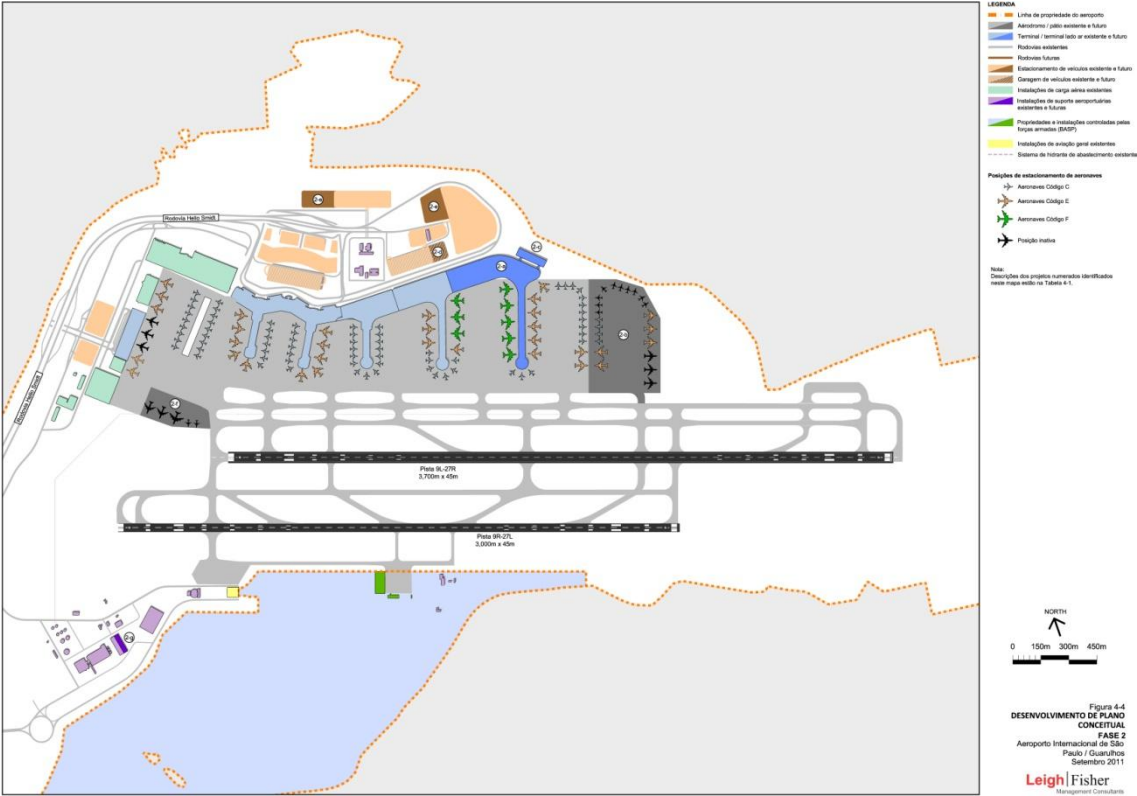 LEGENDA
Linha de propriedade do aeroporto
Aeródromo / pátio existente e futuro
Terminal / terminal lado ar existente e futuro
Rodovias existentes
Rodovias futuras
Estacionamento de veículos existente e futuro
Garagem de veículos existente e futuro
Instalações de carga aérea existentes
Instalações de suporte aeroportuárias
existentes e futuras
Propriedades e instalações controladas pelas
forças armadas (BASP)
Instalações de aviação geral existentes
Sistema de hidrante de abastecimento existente
Posições de estacionamento de aeronaves
Aeronaves Código C
Aeronaves Código E
Aeronaves Código F
Posição inativa
Nota:
Descrições dos projetos numerados identificados
neste mapa estão na Tabela 4-1.
Rodovia Helio Smidt
Rodovia Helio Smidt
2-g
Pista 9L-27R
3,700m x 45m
Pista 9R-27L
3,000m x 45m
NORTH
0 150m 300m 450m
Figura 4-4
DESENVOLVIMENTO DE PLANO
CONCEITUAL
FASE 2
Aeroporto Internacional de São
Paulo / Guarulhos
Setembro 2011
Leigh|Fisher
Management Consultants